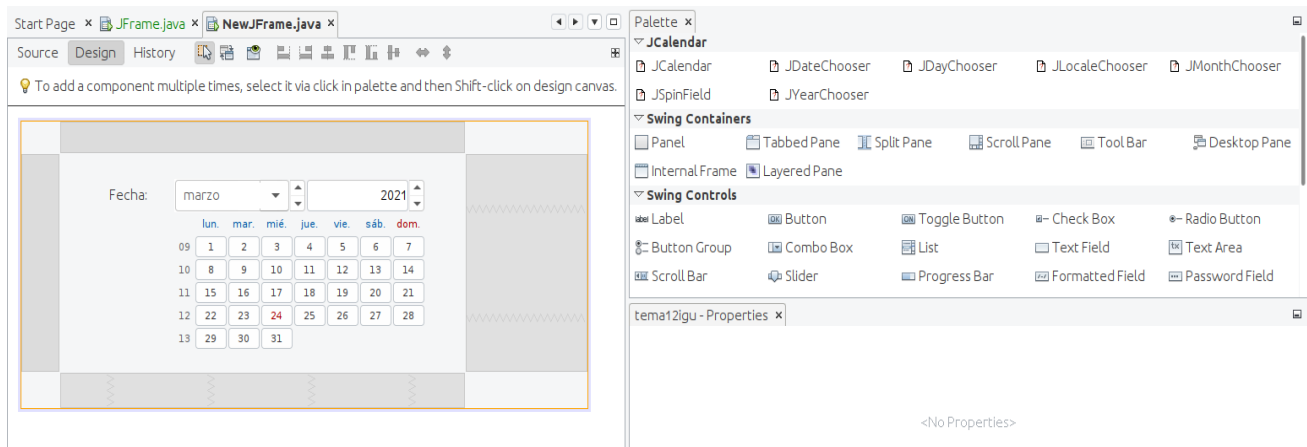 Start Page JFrame.java NewJFrame.java
Source Design History
To add a component multiple times, select it via click in palette and then Shift-click on design canvas.
Fecha: marzo 2021
lun. mar. mié. jue. vie. sáb. dom.
09 1 2 3 4 5 6 7
10 8 9 10 11 12 13 14
11 15 16 17 18 19 20 21
12 22 23 24 25 26 27 28
13 29 30 31
Palette
JCalendar
JCalendar JDateChooser JDayChooser JLocaleChooser JMonthChooser
JSpinField JYearChooser
Swing Containers
Panel Tabbed Pane Split Pane Scroll Pane Tool Bar Desktop Pane
Internal Frame Layered Pane
Swing Controls
label Label OK Button ON Toggle Button Check Box Radio Button
Button Group Combo Box List Text Field tx Text Area
Scroll Bar Slider Progress Bar Formatted Field Password Field
tema12igu - Properties
<No Properties>